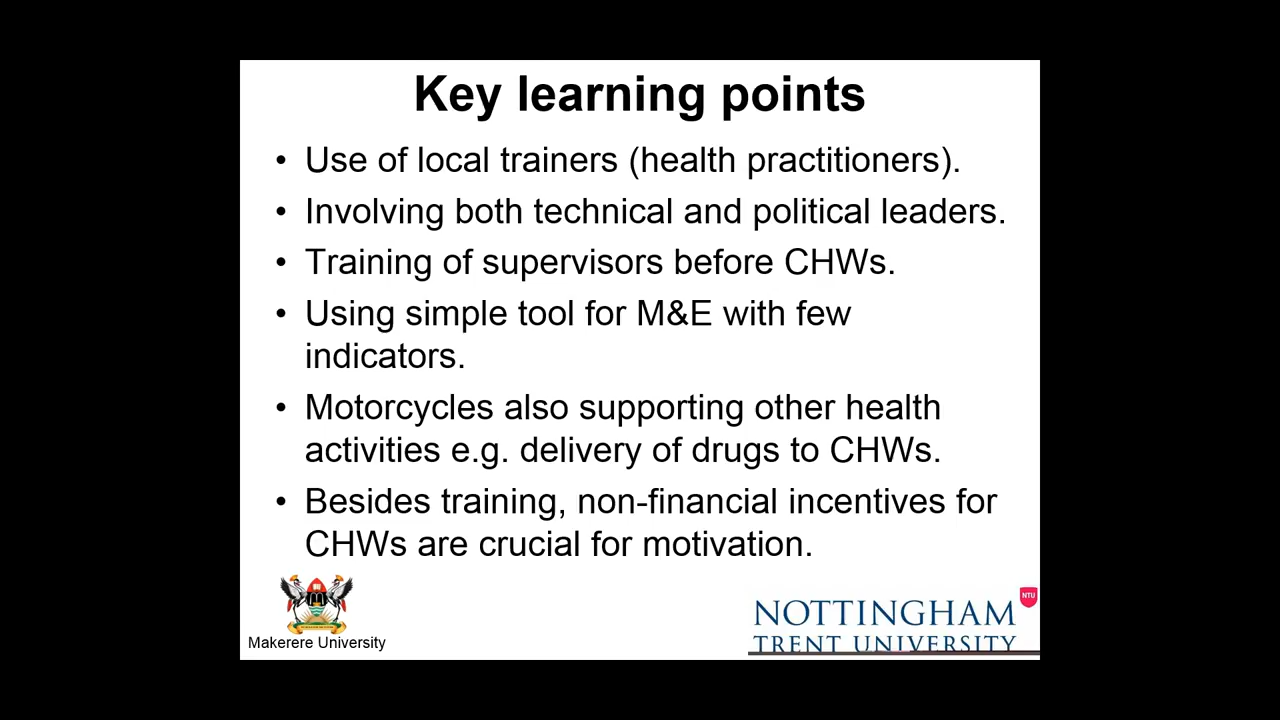 Key learning points
• Use of local trainers (health practitioners).
• Involving both technical and political leaders.
• Training of supervisors before CHWs.
• Using simple tool for M&E with few
indicators.
• Motorcycles also supporting other health
activities e.g. delivery of drugs to CHWs.
• Besides training, non-financial incentives for
CHWs are crucial for motivation.
Makerere University
NTU
NOTTINGHAM
TRENT UNIVERSITY